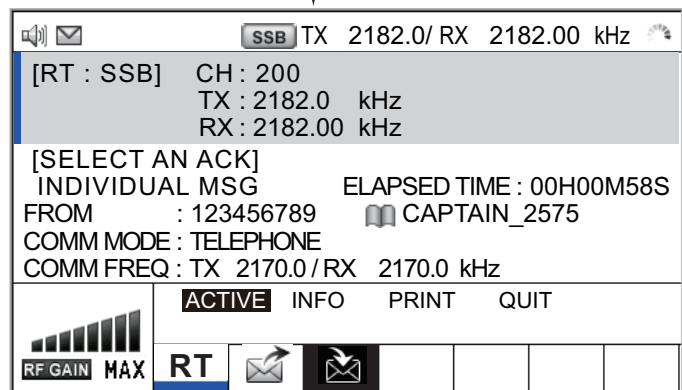 SSB TX 2182.0/ RX 2182.00 kHz
[RT : SSB] CH : 200
TX : 2182.0 kHz
RX : 2182.00 kHz
[SELECT AN ACK]
INDIVIDUAL MSG ELAPSED TIME : 00H00M58S
FROM : 123456789 CAPTAIN_2575
COMM MODE : TELEPHONE
COMM FREQ : TX 2170.0 / RX 2170.0 kHz
ACTIVE INFO PRINT QUIT
RF GAIN MAX RT